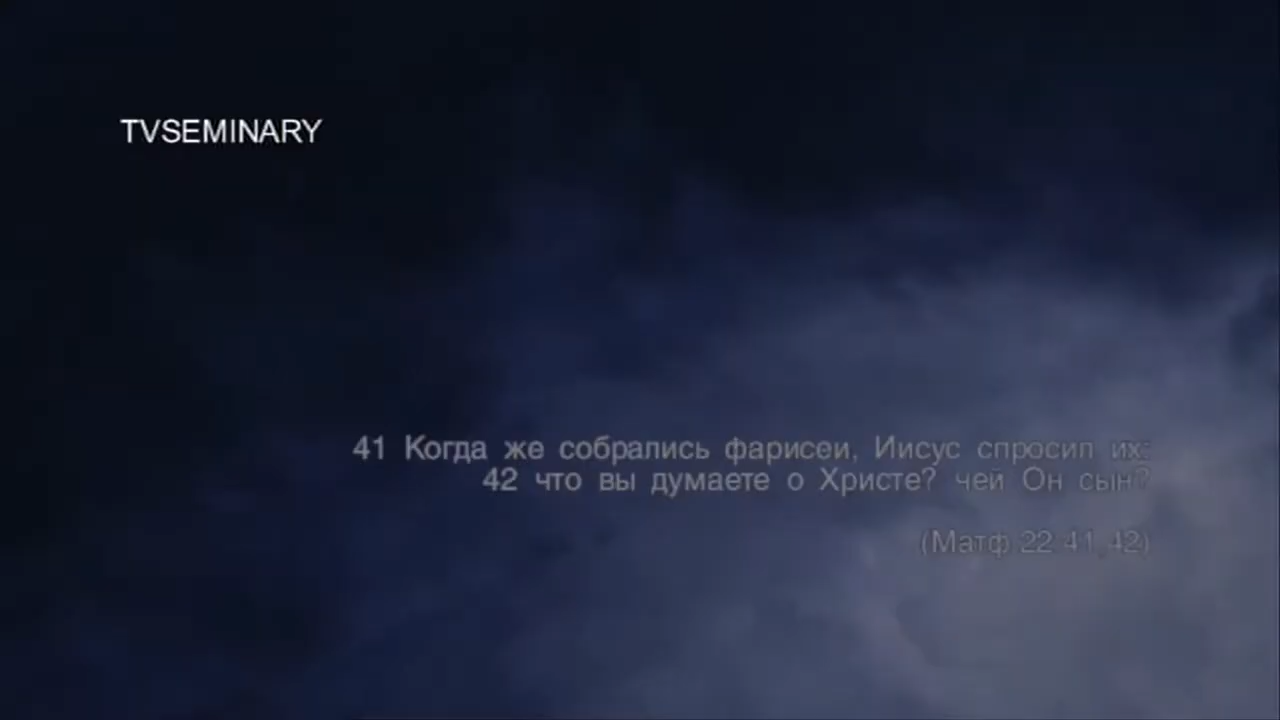 TVSEMINARY
41 Когда же собрались фарисеи, Иисус спросил их:
42 что вы думаете о Христе? чей Он сын?
(Матф 22:41,42)